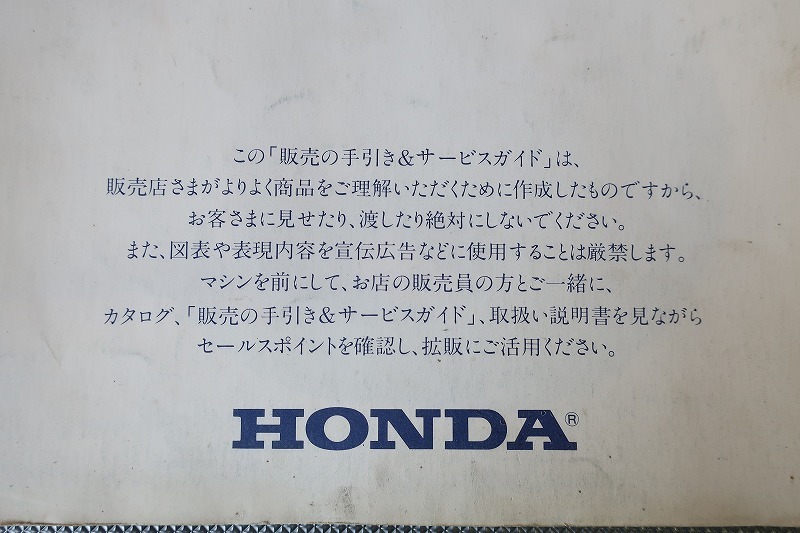 この「販売の手引き&サービスガイド」は、
販売店さまがよりよく商品をご理解いただくために作成したものですから、
お客さまに見せたり、渡したり絶対にしないでください。
また、図表や表現内容を宣伝広告などに使用することは厳禁します。
マシンを前にして、お店の販売員の方とご一緒に、
カタログ、「販売の手引き&サービスガイド」、取扱い説明書を見ながら
セールスポイントを確認し、拡販にご活用ください。
HONDA®